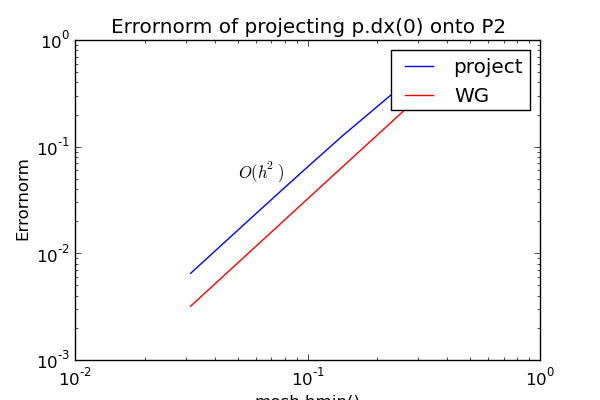 Errornorm of projecting p.dx(0) onto P2
10^0
project
WG
10^-1
O(h^2)
Errornorm
10^-2
10^-3
10^-2
10^-1
10^0
mesh.hmin()